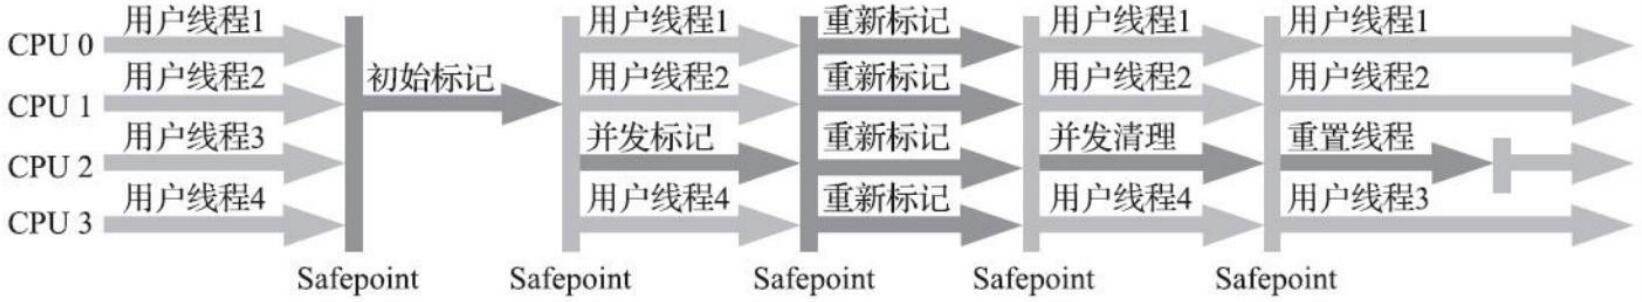 用户线程1 用户线程1 重新标记 用户线程1 用户线程1
CPU 0
用户线程2 初始标记 用户线程2 重新标记 用户线程2 用户线程2
CPU 1
用户线程3 并发标记 重新标记 并发清理 重置线程
CPU 2
用户线程4 用户线程4 重新标记 用户线程4 用户线程3
CPU 3
Safepoint Safepoint Safepoint Safepoint Safepoint